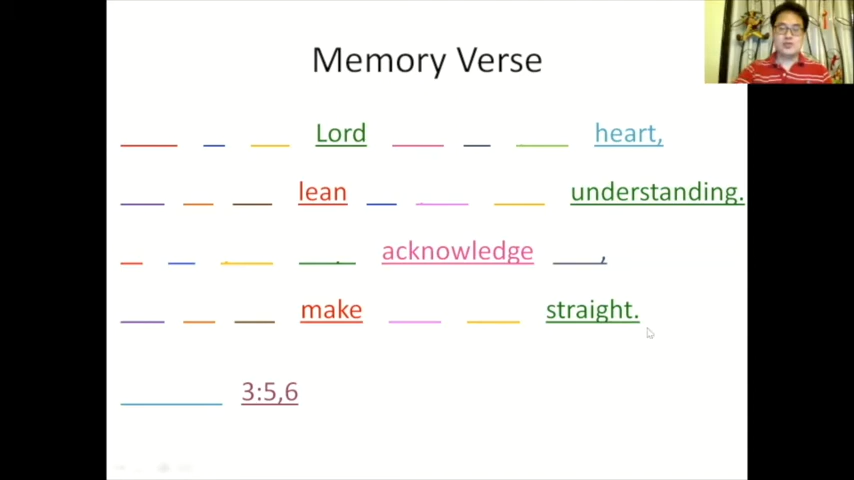 Memory Verse
Lord heart,
lean understanding.
acknowledge ,
make straight.
3:5,6